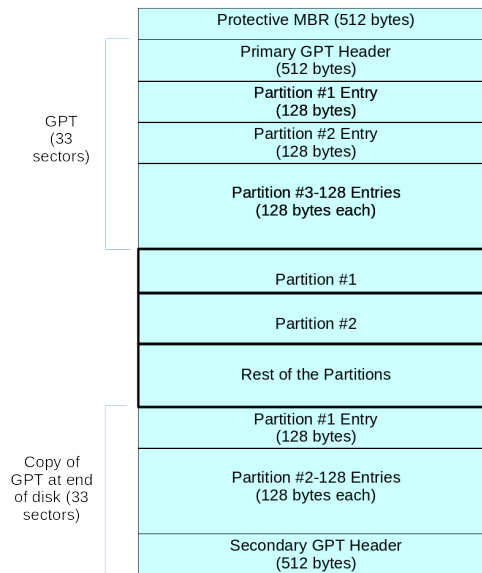 Protective MBR (512 bytes)
Primary GPT Header
(512 bytes)
Partition #1 Entry
(128 bytes)
Partition #2 Entry
(128 bytes)
Partition #3-128 Entries
(128 bytes each)
GPT
(33
sectors)
Partition #1
Partition #2
Rest of the Partitions
Partition #1 Entry
(128 bytes)
Partition #2-128 Entries
(128 bytes each)
Secondary GPT Header
(512 bytes)
Copy of
GPT at end
of disk (33
sectors)